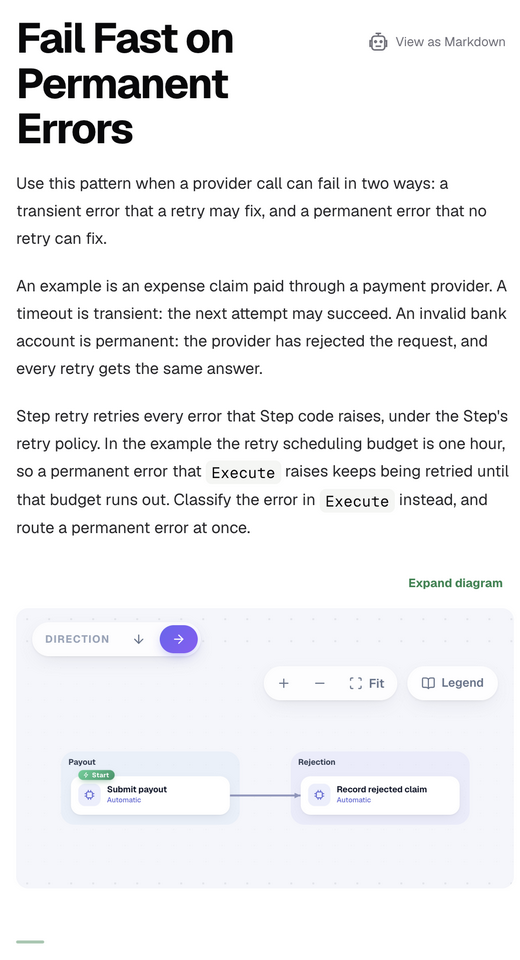 Fail Fast on
Permanent
Errors
View as Markdown
Use this pattern when a provider call can fail in two ways: a
transient error that a retry may fix, and a permanent error that no
retry can fix.
An example is an expense claim paid through a payment provider. A
timeout is transient: the next attempt may succeed. An invalid bank
account is permanent: the provider has rejected the request, and
every retry gets the same answer.
Step retry retries every error that Step code raises, under the Step's
retry policy. In the example the retry scheduling budget is one hour,
so a permanent error that Execute raises keeps being retried until
that budget runs out. Classify the error in Execute instead, and
route a permanent error at once.
Expand diagram
DIRECTION
Fit
Legend
Payout
Start
Submit payout
Automatic
Rejection
Record rejected claim
Automatic